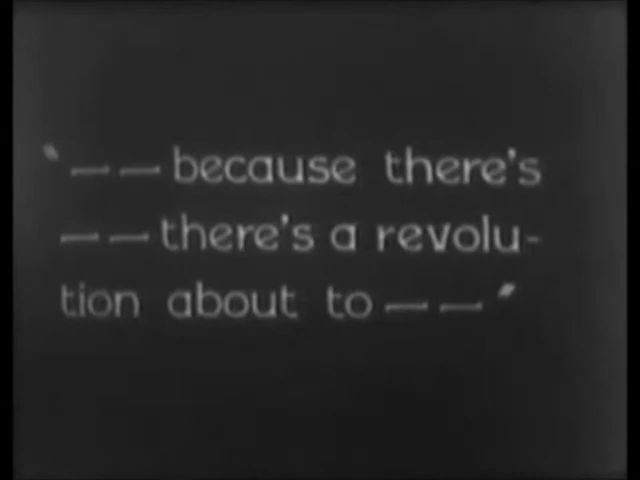 "— — because there's
— — there's a revolu-
tion about to — — "